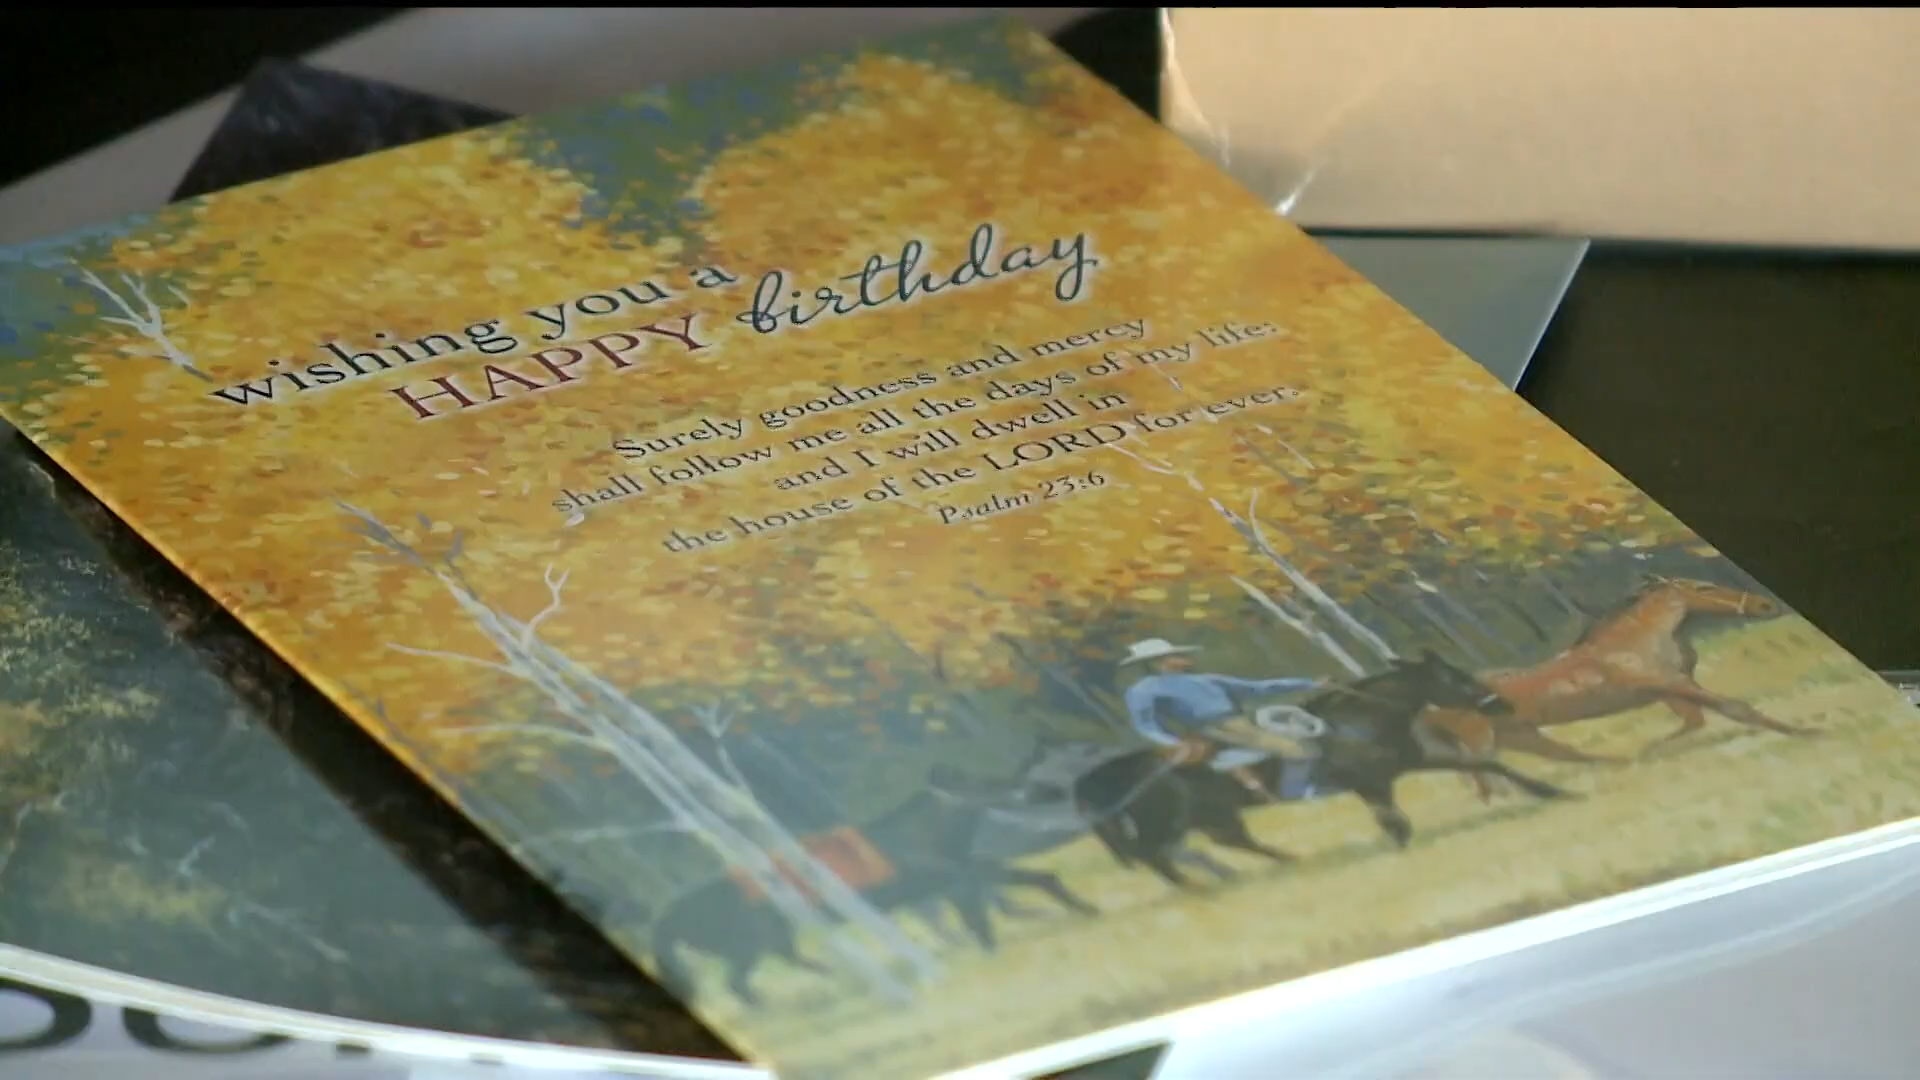 wishing you a
HAPPY birthday
Surely goodness and mercy
shall follow me all the days of my life:
and I will dwell in
the house of the LORD for ever.
Psalm 23:6